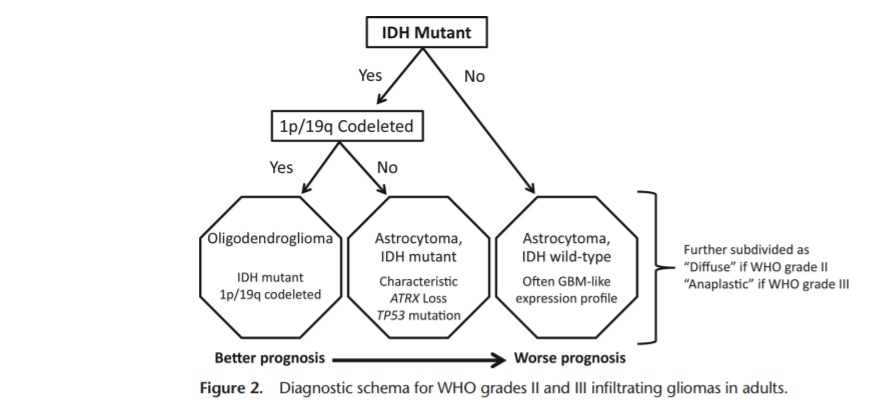 IDH Mutant
Yes
No
1p/19q Codeleted
Yes
No
Oligodendroglioma
IDH mutant
1p/19q codeleted
Astrocytoma,
IDH mutant
Characteristic
ATRX Loss
TP53 mutation
Astrocytoma,
IDH wild-type
Often GBM-like
expression profile
Further subdivided as
“Diffuse” if WHO grade II
“Anaplastic” if WHO grade III
Better prognosis
Worse prognosis
Figure 2. Diagnostic schema for WHO grades II and III infiltrating gliomas in adults.